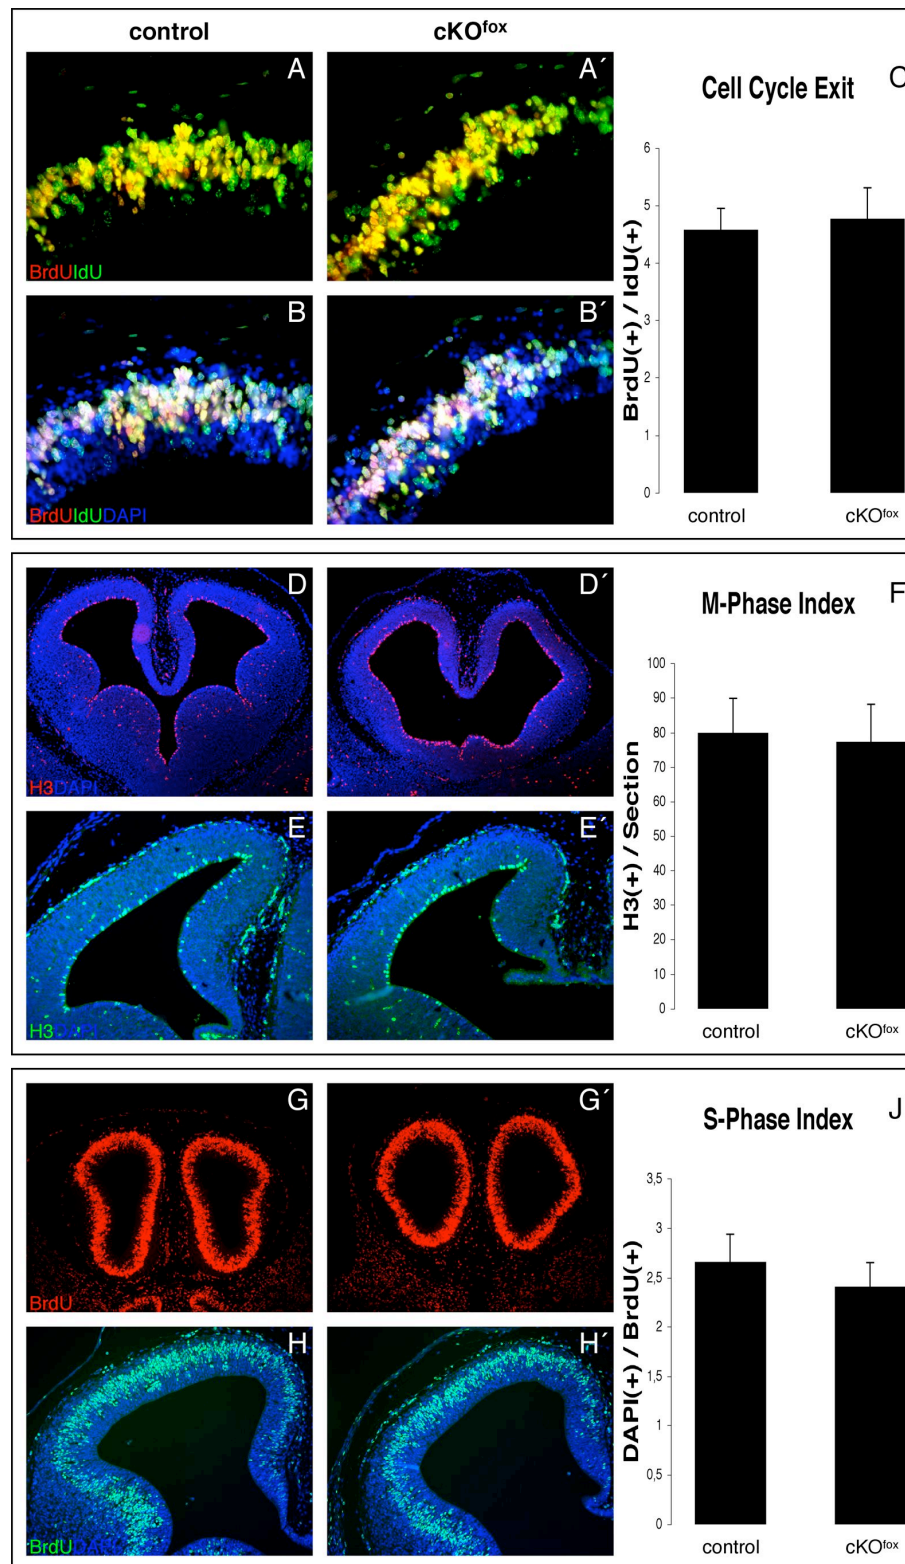 control
cKOfox
A
A´
C
Cell Cycle Exit
BrdU(+) / IdU(+)
6
5
4
3
2
1
0
control
cKOfox
BrdUIdU
B
B´
BrdUIdUDAPI
D
D´
F
M-Phase Index
H3(+) / Section
100
90
80
70
60
50
40
30
20
10
0
control
cKOfox
H3DAPI
E
E´
H3DAPI
G
G´
J
S-Phase Index
DAPI(+) / BrdU(+)
3,5
3
2,5
2
1,5
1
0,5
0
control
cKOfox
BrdU
H
H´
BrdUDAPI